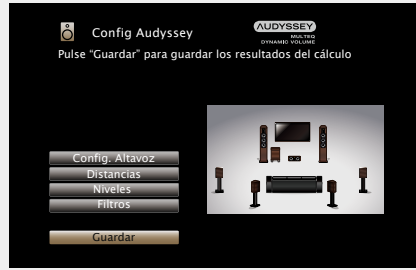 Config Audyssey
AUDYSSEY
MULTEQ
DYNAMIC VOLUME
Pulse “Guardar” para guardar los resultados del cálculo
Config. Altavoz
Distancias
Niveles
Filtros
Guardar